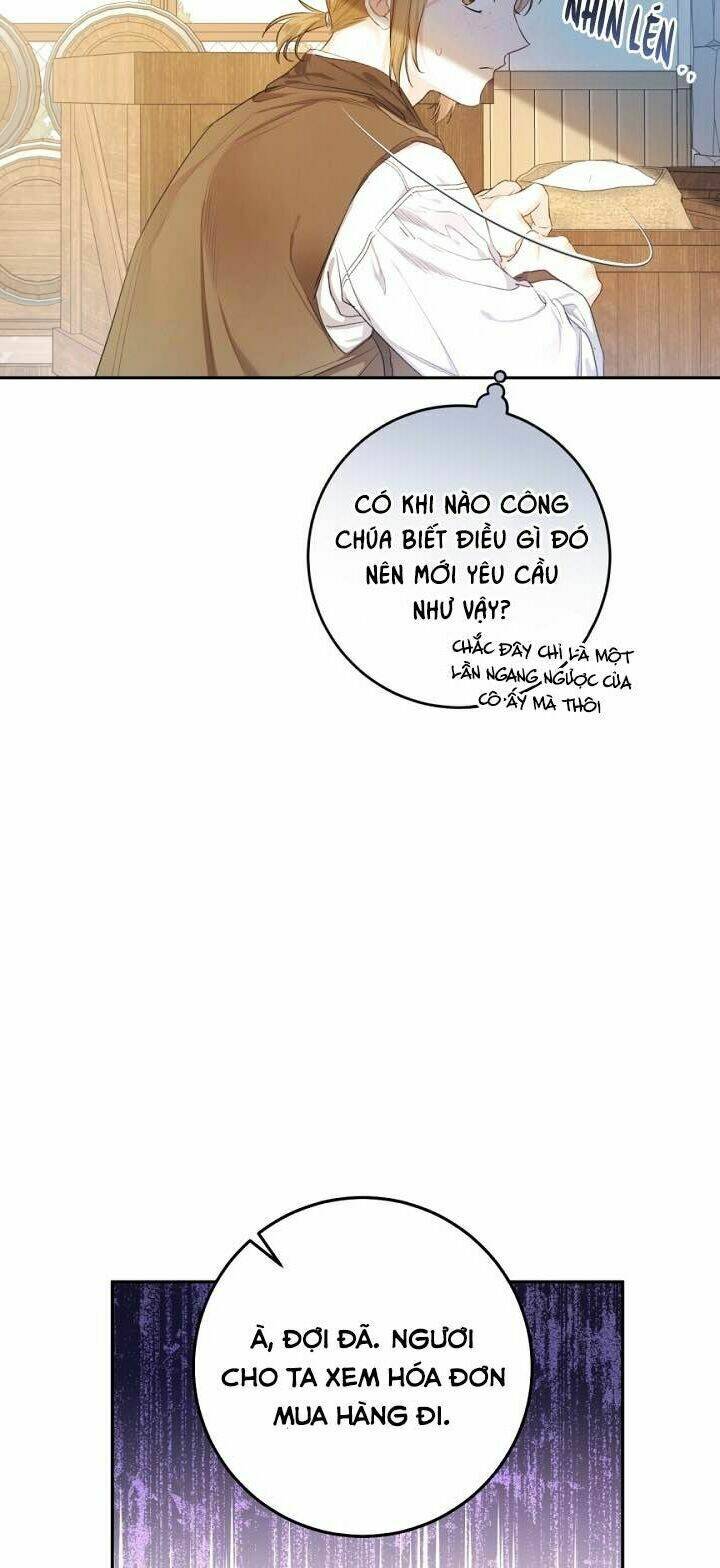 NHÌN LÉN
CÓ KHI NÀO CÔNG
CHÚA BIẾT ĐIỀU GÌ ĐÓ
NÊN MỚI YÊU CẦU
NHƯ VẬY?
CHẮC ĐÂY CHỈ LÀ MỘT
LẦN NGANG NGƯỢC CỦA
CÔ ẤY MÀ THÔI
À, ĐỢI ĐÃ. NGƯƠI
CHO TA XEM HÓA ĐƠN
MUA HÀNG ĐI.